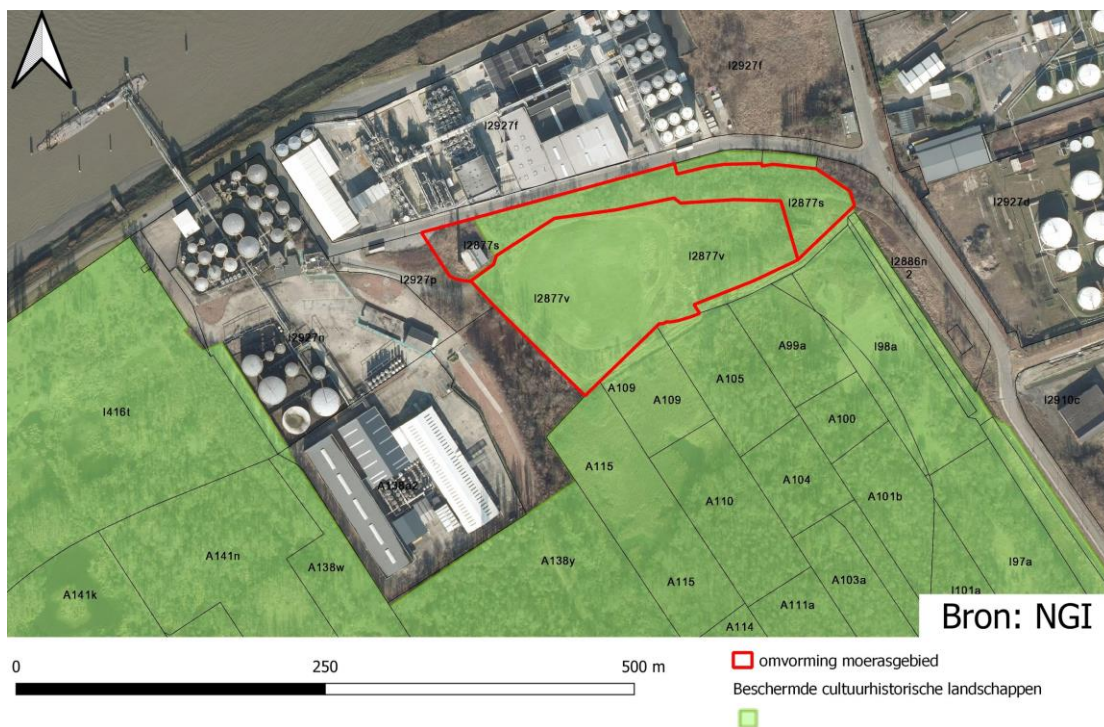 I2927f
I2927f
I2877s
I2877s
I2927p
I2877v
I2877v
I2886n
2
I2927d
I2927n
A99a
I98a
A109
A109
A105
I2910c
I416t
A100
A115
A138a2
A110
A104
A101b
A141n
A138w
A138y
A141k
A115
A103a
I97a
A111a
I101a
A114
Bron: NGI
0 250 500 m
omvorming moerasgebied
Beschermde cultuurhistorische landschappen